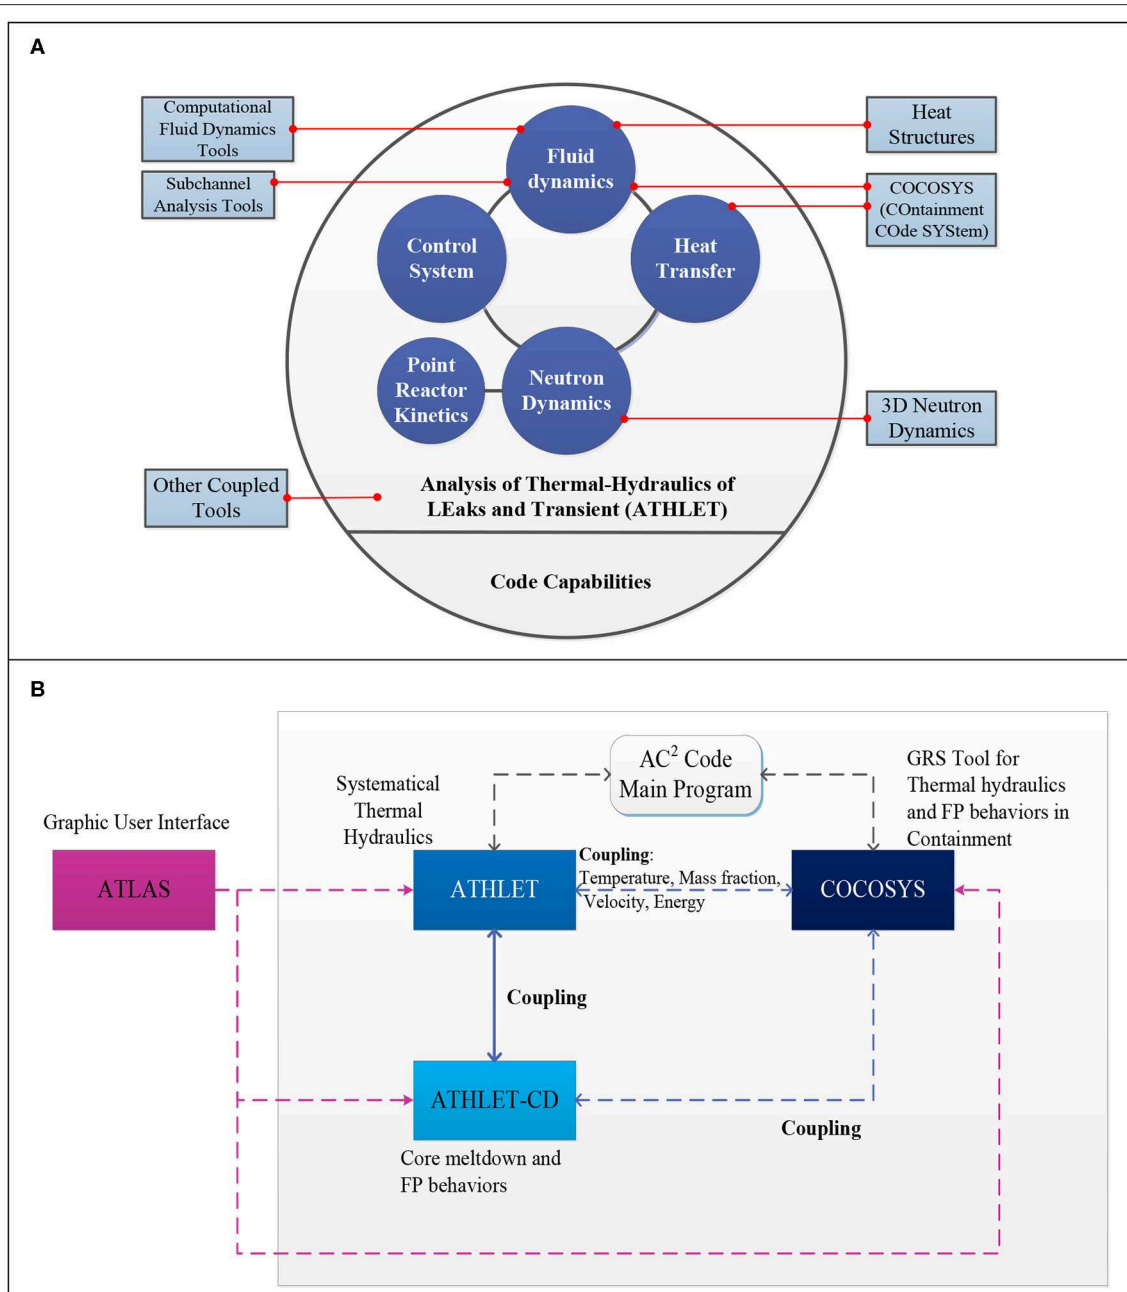 A
Computational
Fluid Dynamics
Tools
Subchannel
Analysis Tools
Fluid
dynamics
Heat
Structures
COCOSYS
(COntainment
COde SYStem)
Control
System
Heat
Transfer
Point
Reactor
Kinetics
Neutron
Dynamics
3D Neutron
Dynamics
Other Coupled
Tools
Analysis of Thermal-Hydraulics of
LEaks and Transient (ATHLET)
Code Capabilities
B
AC² Code
Main Program
Systematical
Thermal
Hydraulics
GRS Tool for
Thermal hydraulics
and FP behaviors in
Containment
Graphic User Interface
ATLAS
ATHLET
Coupling:
Temperature, Mass fraction,
Velocity, Energy
COCOSYS
Coupling
ATHLET-CD
Coupling
Core meltdown and
FP behaviors